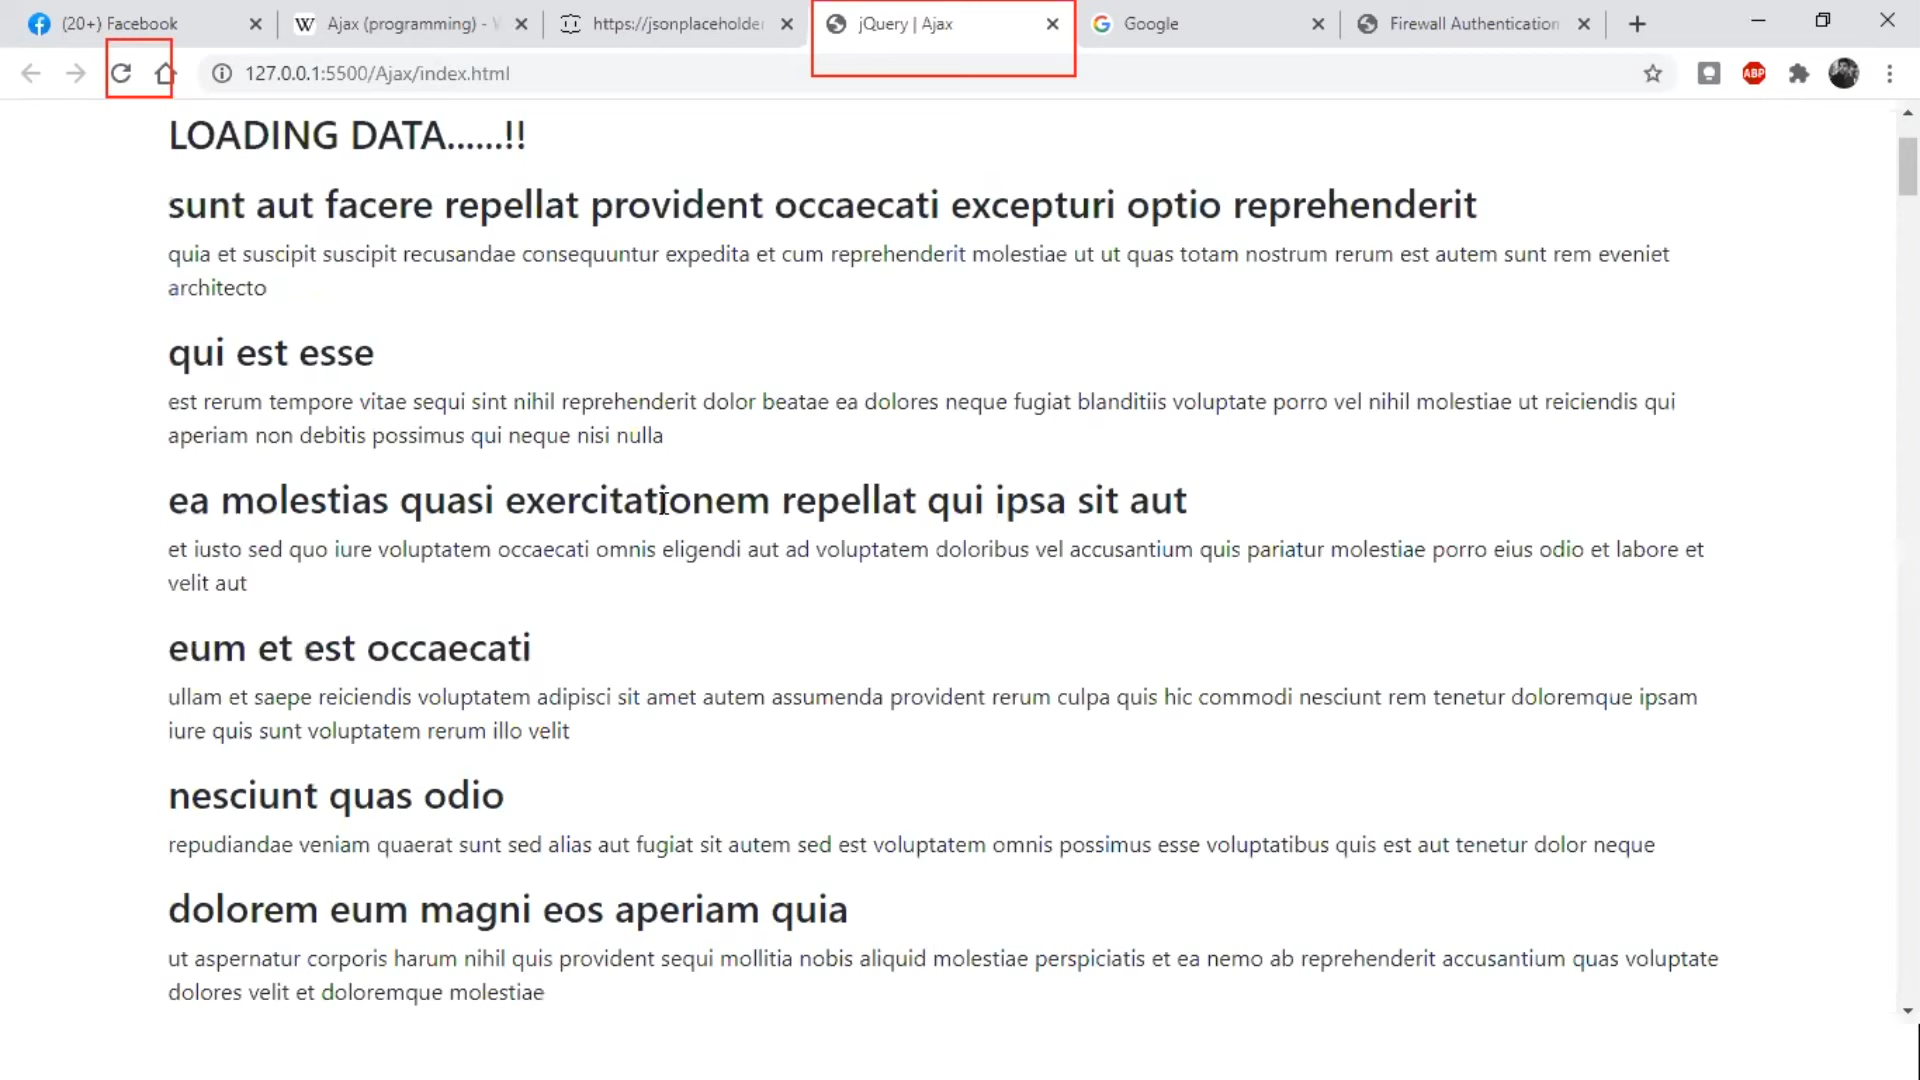 (20+) Facebook
Ajax (programming) -
https://jsonplaceholder
jQuery | Ajax
Google
Firewall Authentication
127.0.0.1:5500/Ajax/index.html
ABP
LOADING DATA......!!
sunt aut facere repellat provident occaecati excepturi optio reprehenderit
quia et suscipit suscipit recusandae consequuntur expedita et cum reprehenderit molestiae ut ut quas totam nostrum rerum est autem sunt rem eveniet
architecto
qui est esse
est rerum tempore vitae sequi sint nihil reprehenderit dolor beatae ea dolores neque fugiat blanditiis voluptate porro vel nihil molestiae ut reiciendis qui
aperiam non debitis possimus qui neque nisi nulla
ea molestias quasi exercitationem repellat qui ipsa sit aut
et iusto sed quo iure voluptatem occaecati omnis eligendi aut ad voluptatem doloribus vel accusantium quis pariatur molestiae porro eius odio et labore et
velit aut
eum et est occaecati
ullam et saepe reiciendis voluptatem adipisci sit amet autem assumenda provident rerum culpa quis hic commodi nesciunt rem tenetur doloremque ipsam
iure quis sunt voluptatem rerum illo velit
nesciunt quas odio
repudiandae veniam quaerat sunt sed alias aut fugiat sit autem sed est voluptatem omnis possimus esse voluptatibus quis est aut tenetur dolor neque
dolorem eum magni eos aperiam quia
ut aspernatur corporis harum nihil quis provident sequi mollitia nobis aliquid molestiae perspiciatis et ea nemo ab reprehenderit accusantium quas voluptate
dolores velit et doloremque molestiae